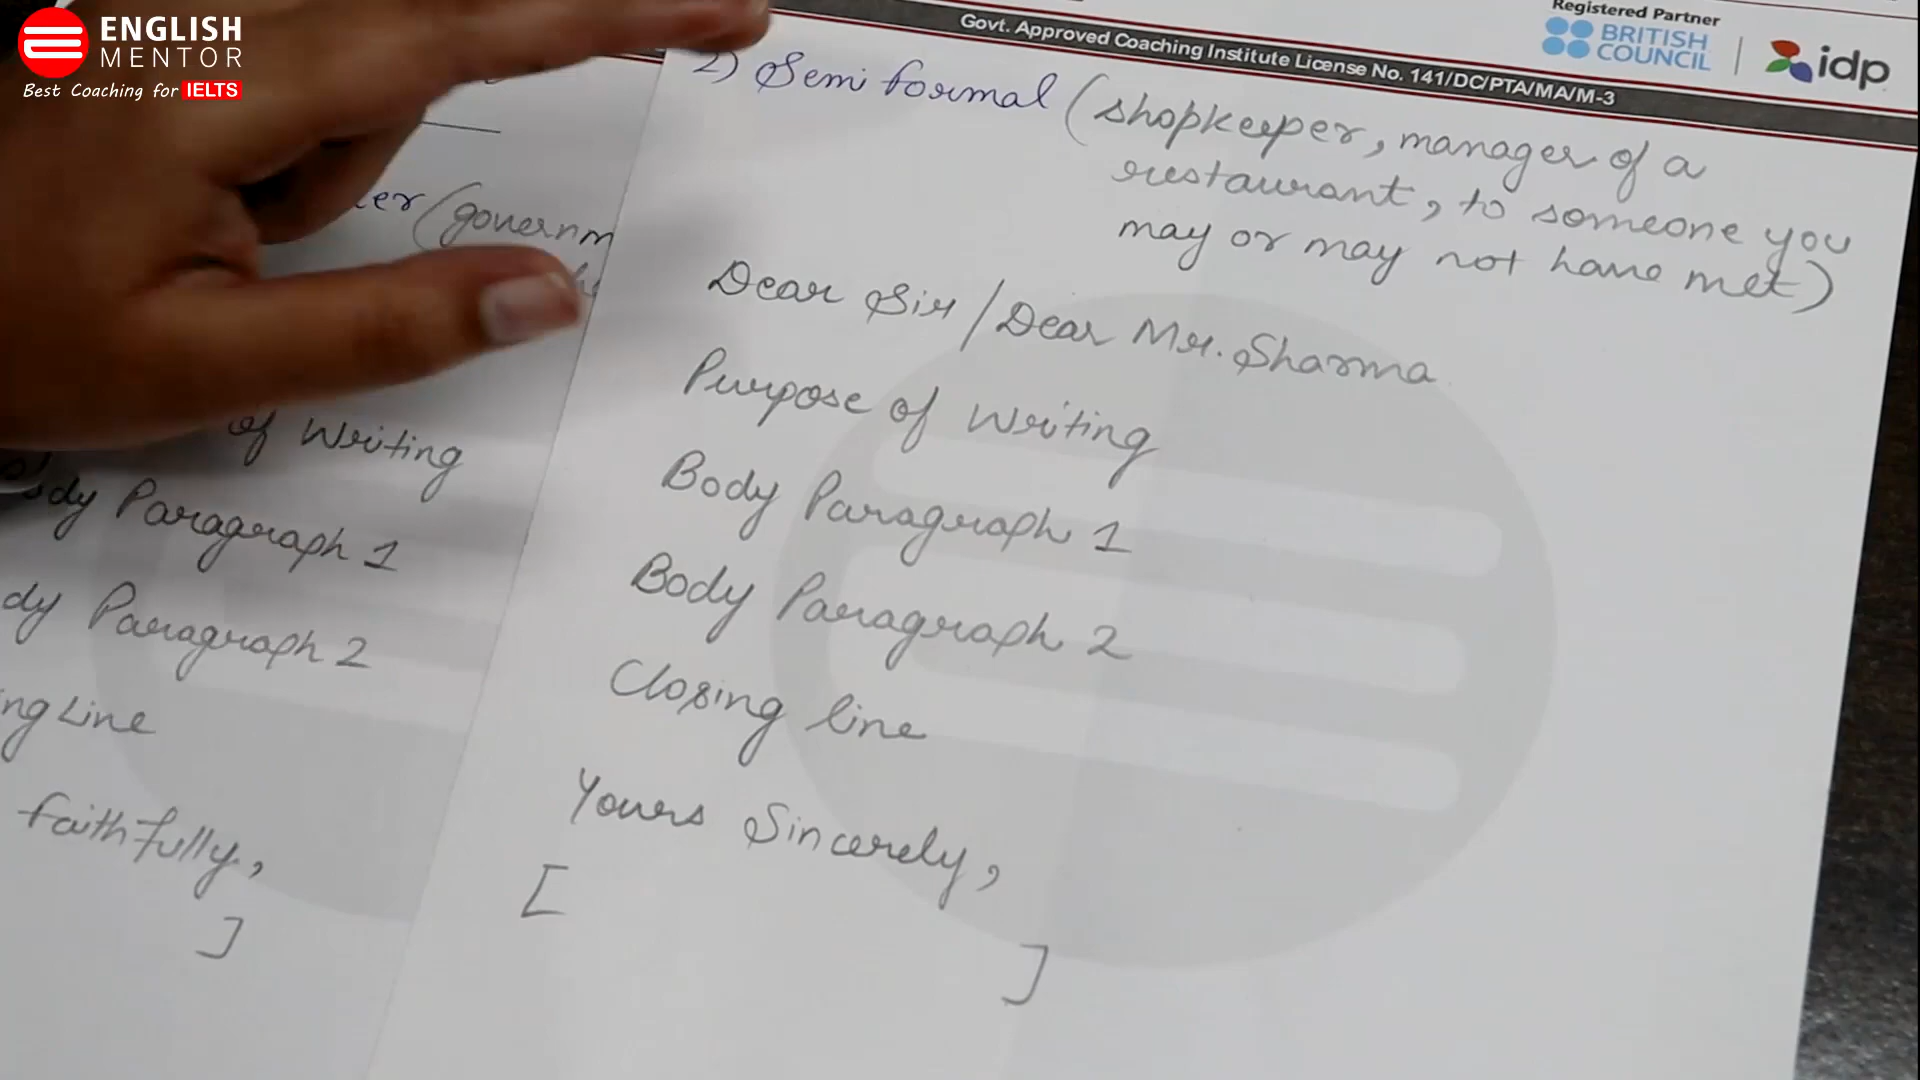 ENGLISH
MENTOR
Best Coaching for IELTS
Registered Partner
BRITISH
COUNCIL
idp
Govt. Approved Coaching Institute License No. 141/DC/PTA/MA/M-3
2) Semi formal (shopkeeper, manager of a
restaurant, to someone you
may or may not have met)
Dear Sir/Dear Mr. Sharma
Purpose of Writing
Body Paragraph 1
Body Paragraph 2
Closing line
Yours Sincerely,
[
]
of Writing
Paragraph 1
Paragraph 2
Line
faithfully,
]